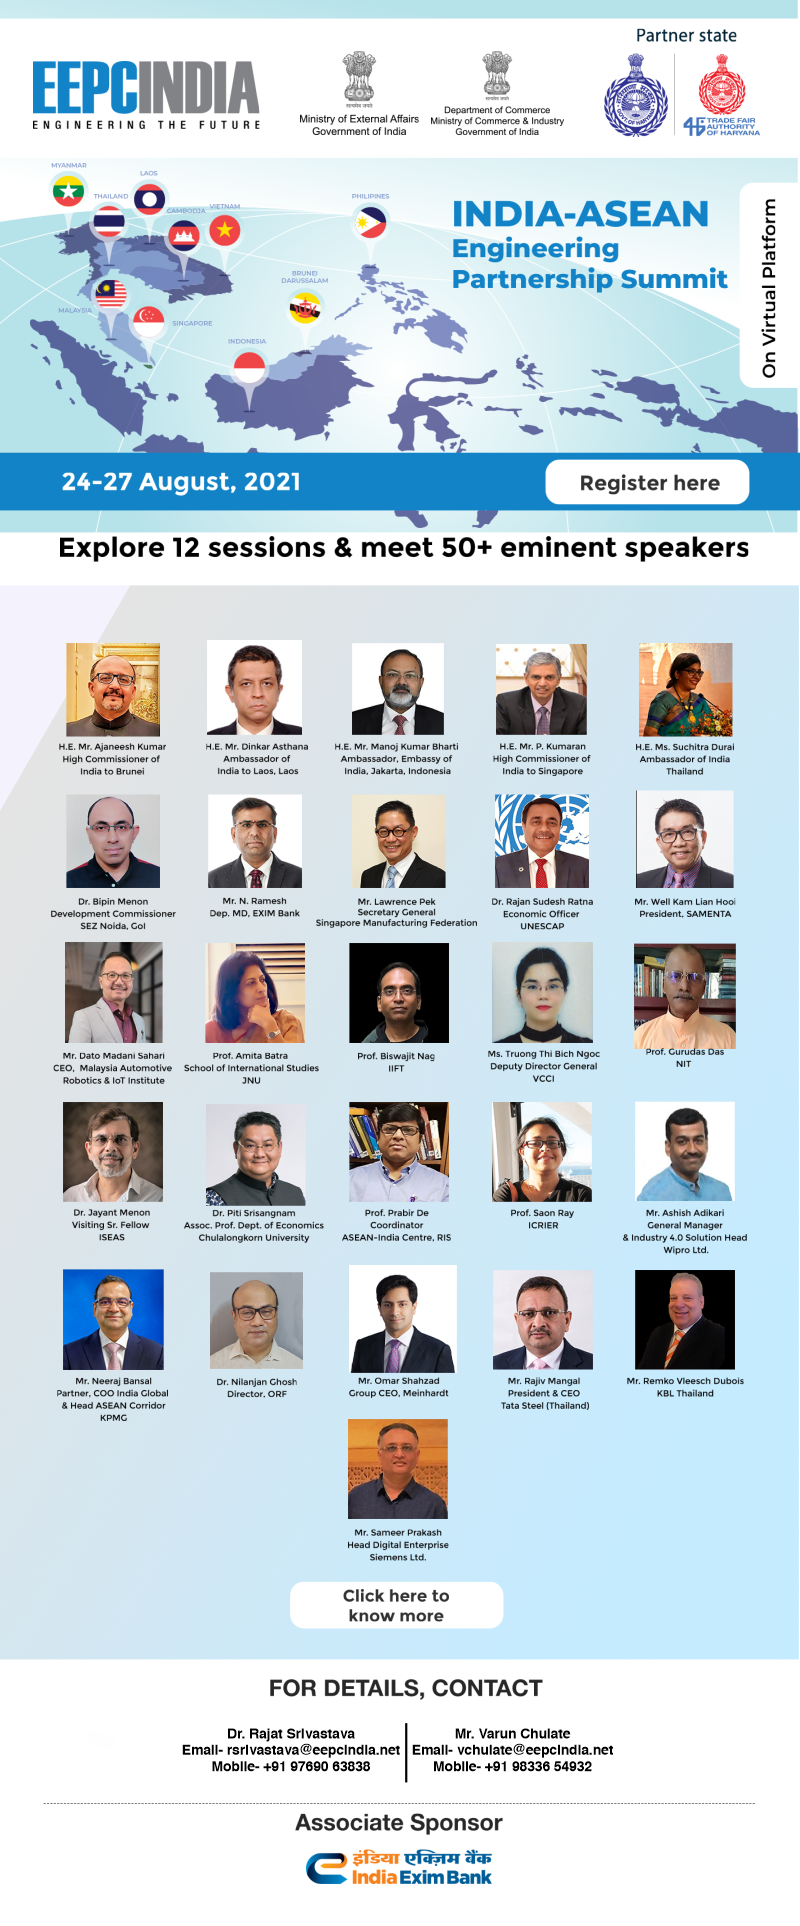 Partner state
EEPCINDIA
ENGINEERING THE FUTURE
सत्यमेव जयते
Ministry of External Affairs
Government of India
सत्यमेव जयते
Department of Commerce
Ministry of Commerce & Industry
Government of India
TRADE FAIR
AUTHORITY
OF HARYANA
MYANMAR
LAOS
THAILAND
CAMBODJA
VIETNAM
PHILIPINES
MALAYSIA
SINGAPORE
BRUNEI
DARUSSALAM
INDONESIA
INDIA-ASEAN
Engineering
Partnership Summit
On Virtual Platform
24-27 August, 2021
Register here
Explore 12 sessions & meet 50+ eminent speakers
H.E. Mr. Ajaneesh Kumar
High Commissioner of
India to Brunei
H.E. Mr. Dinkar Asthana
Ambassador of
India to Laos, Laos
H.E. Mr. Manoj Kumar Bharti
Ambassador, Embassy of
India, Jakarta, Indonesia
H.E. Mr. P. Kumaran
High Commissioner of
India to Singapore
H.E. Ms. Suchitra Durai
Ambassador of India
Thailand
Dr. Bipin Menon
Development Commissioner
SEZ Noida, GoI
Mr. N. Ramesh
Dep. MD, EXIM Bank
Mr. Lawrence Pek
Secretary General
Singapore Manufacturing Federation
Dr. Rajan Sudesh Ratna
Economic Officer
UNESCAP
Mr. Well Kam Lian Hooi
President, SAMENTA
Mr. Dato Madani Sahari
CEO, Malaysia Automotive
Robotics & IoT Institute
Prof. Amita Batra
School of International Studies
JNU
Prof. Biswajit Nag
IIFT
Ms. Truong Thi Bich Ngoc
Deputy Director General
VCCI
Prof. Gurudas Das
NIT
Dr. Jayant Menon
Visiting Sr. Fellow
ISEAS
Dr. Piti Srisangnam
Assoc. Prof. Dept. of Economics
Chulalongkorn University
Prof. Prabir De
Coordinator
ASEAN-India Centre, RIS
Prof. Saon Ray
ICRIER
Mr. Ashish Adikari
General Manager
& Industry 4.0 Solution Head
Wipro Ltd.
Mr. Neeraj Bansal
Partner, COO India Global
& Head ASEAN Corridor
KPMG
Dr. Nilanjan Ghosh
Director, ORF
Mr. Omar Shahzad
Group CEO, Meinhardt
Mr. Rajiv Mangal
President & CEO
Tata Steel (Thailand)
Mr. Remko Vleesch Dubois
KBL Thailand
Mr. Sameer Prakash
Head Digital Enterprise
Siemens Ltd.
Click here to
know more
FOR DETAILS, CONTACT
Dr. Rajat Srivastava
Email- rsrivastava@eepcindia.net
Mobile- +91 97690 63838
Mr. Varun Chulate
Email- vchulate@eepcindia.net
Mobile- +91 98336 54932
Associate Sponsor
इंडिया एक्ज़िम बैंक
India Exim Bank